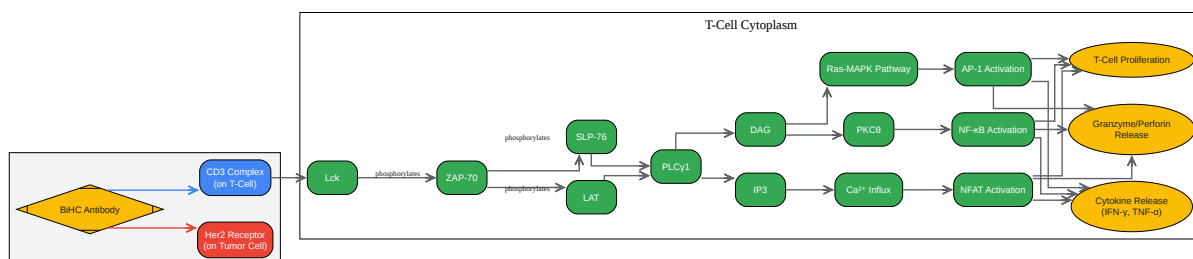 T-Cell Cytoplasm
BiHC Antibody
CD3 Complex
(on T-Cell)
Her2 Receptor
(on Tumor Cell)
Lck
phosphorylates
ZAP-70
phosphorylates
phosphorylates
SLP-76
LAT
PLCγ1
DAG
IP3
Ras-MAPK Pathway
PKCθ
Ca²⁺ Influx
AP-1 Activation
NF-κB Activation
NFAT Activation
T-Cell Proliferation
Granzyme/Perforin
Release
Cytokine Release
(IFN-γ, TNF-α)